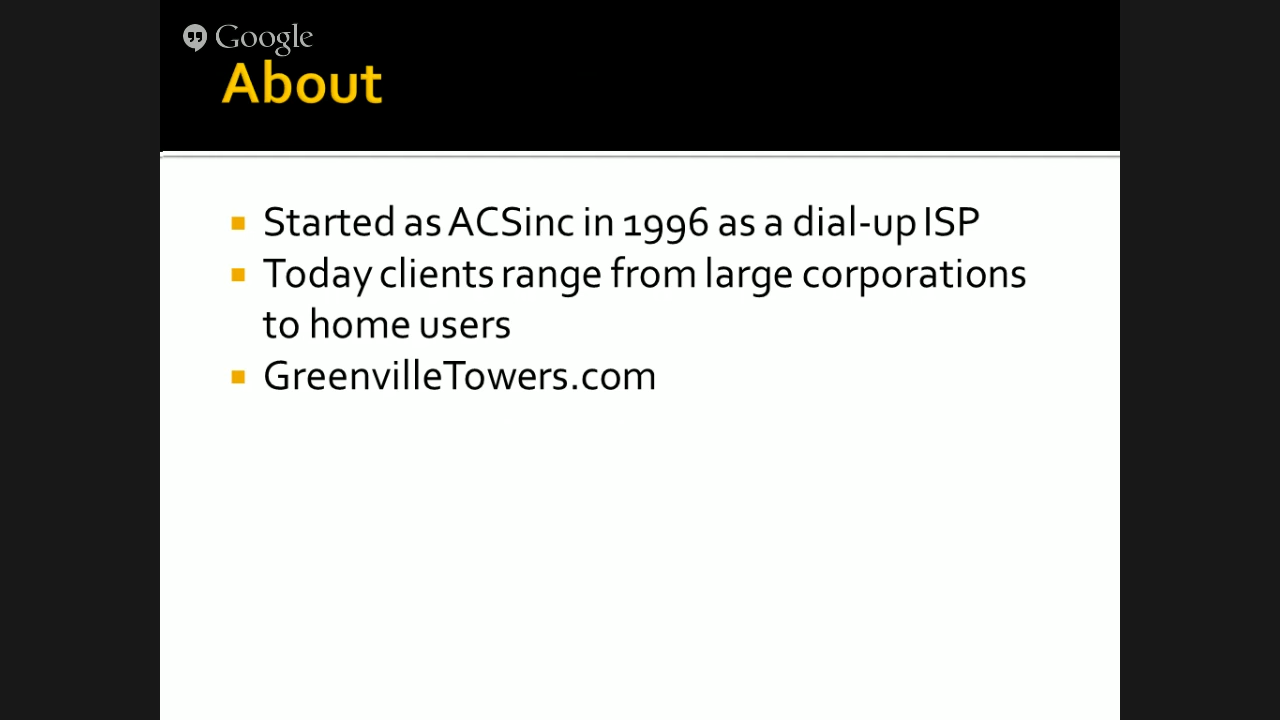 Google
About
Started as ACSinc in 1996 as a dial-up ISP
Today clients range from large corporations
to home users
GreenvilleTowers.com